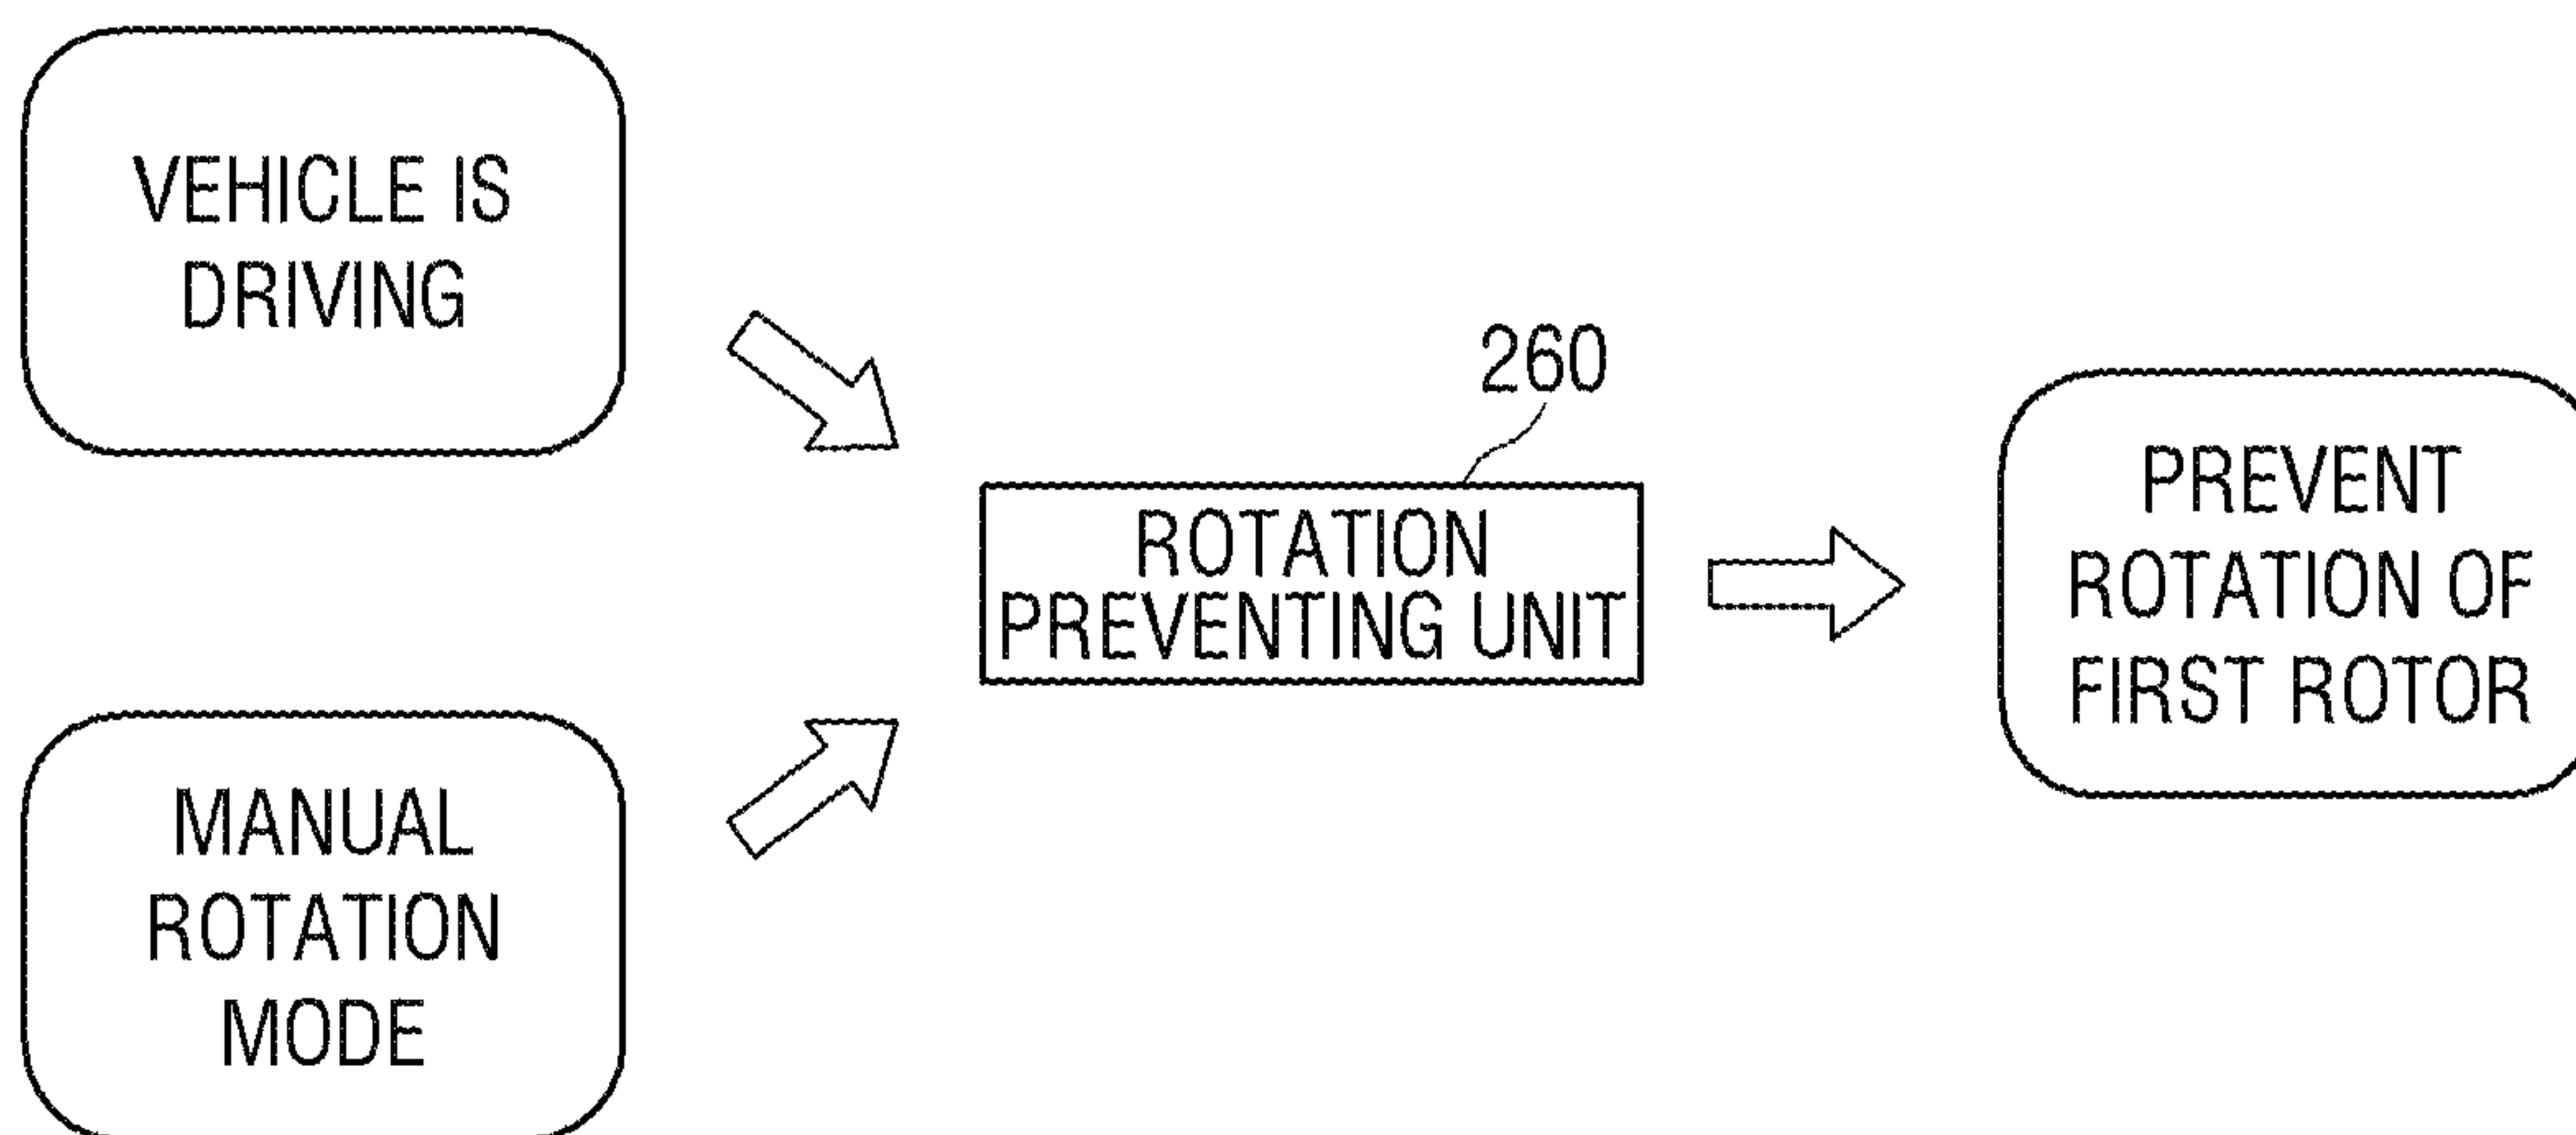 VEHICLE IS
DRIVING
260
ROTATION
PREVENTING UNIT
PREVENT
ROTATION OF
FIRST ROTOR
MANUAL
ROTATION
MODE